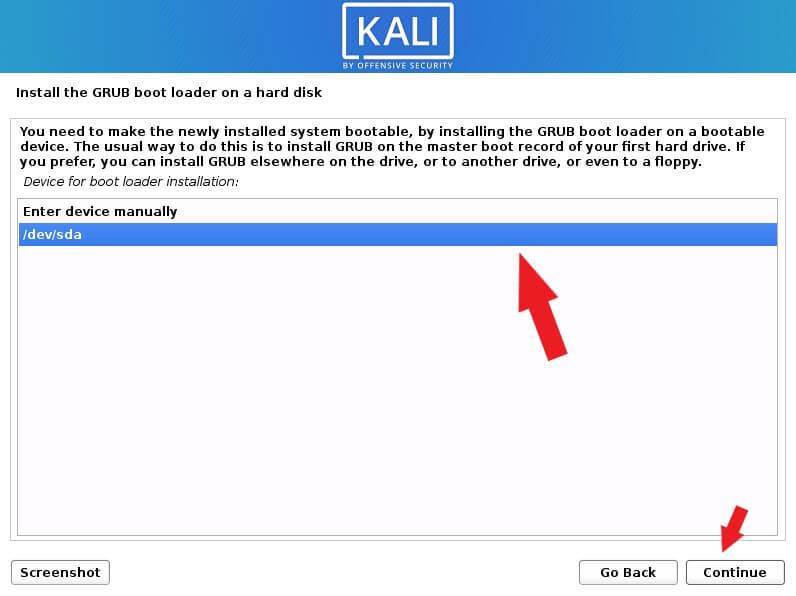 KALI
BY OFFENSIVE SECURITY
Install the GRUB boot loader on a hard disk
You need to make the newly installed system bootable, by installing the GRUB boot loader on a bootable
device. The usual way to do this is to install GRUB on the master boot record of your first hard drive. If
you prefer, you can install GRUB elsewhere on the drive, or to another drive, or even to a floppy.
Device for boot loader installation:
Enter device manually
/dev/sda
Screenshot
Go Back
Continue